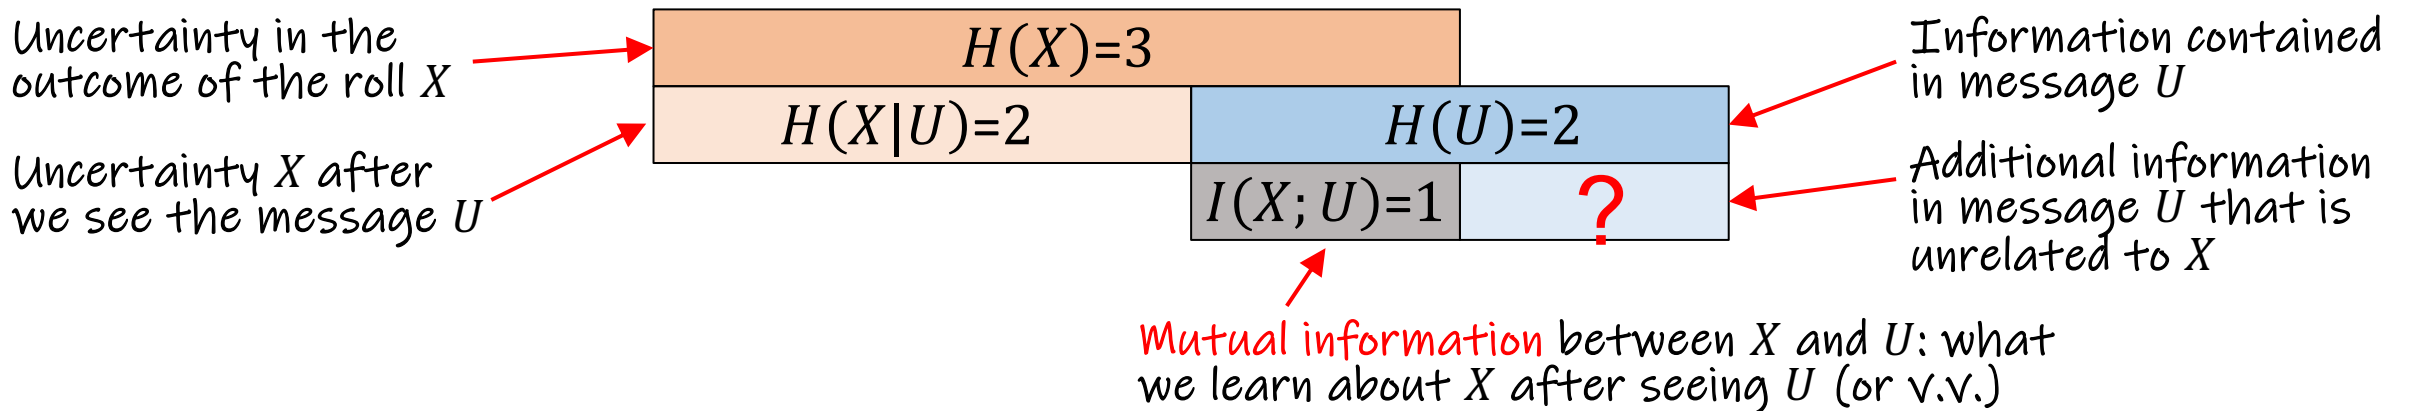 Uncertainty in the
outcome of the roll X
Uncertainty X after
we see the message U
H(X)=3
H(X|U)=2
H(U)=2
I(X; U)=1
?
Information contained
in message U
Additional information
in message U that is
unrelated to X
Mutual information between X and U: what
we learn about X after seeing U (or v.v.)